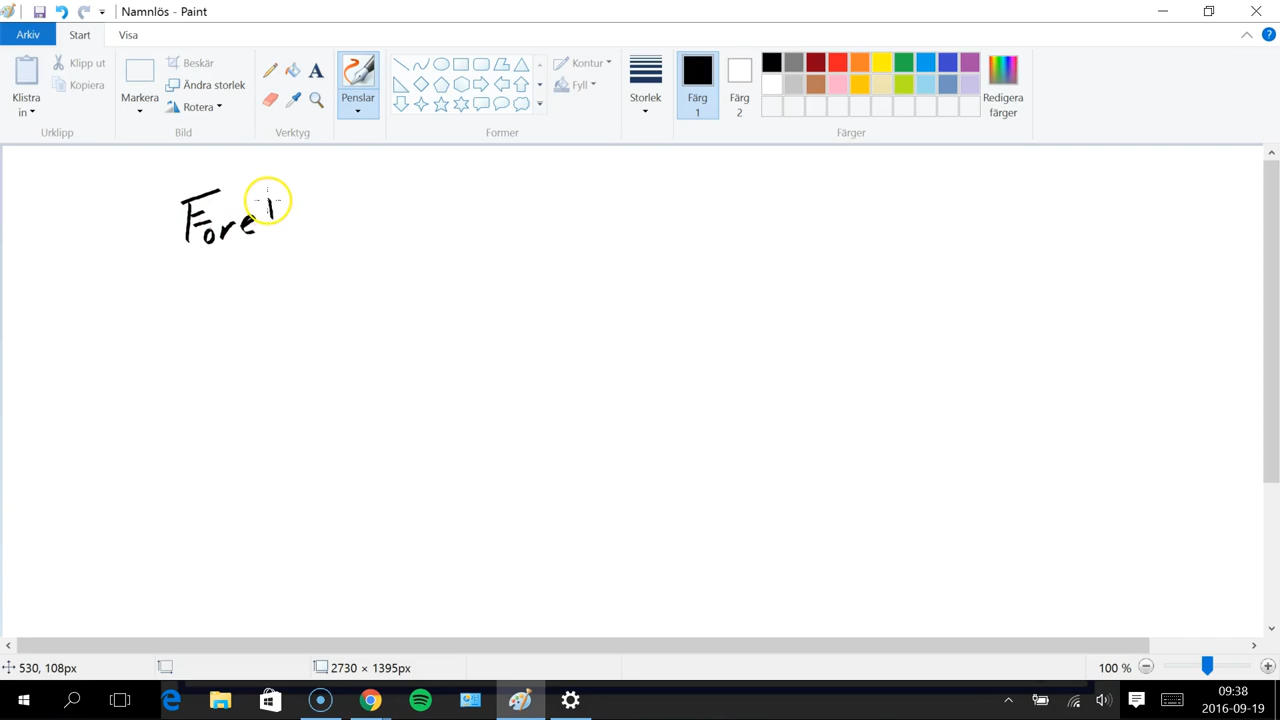 Namnlös - Paint
Arkiv Start Visa
Klistra in
Klipp ut
Kopiera
Urklipp
Markera
Beskär
Ändra storlek
Rotera
Bild
Verktyg
Penslar
Former
Kontur
Fyll
Storlek
Färg 1
Färg 2
Färger
Redigera färger
Fore
530, 108px
2730 × 1395px
100 %
09:38
2016-09-19